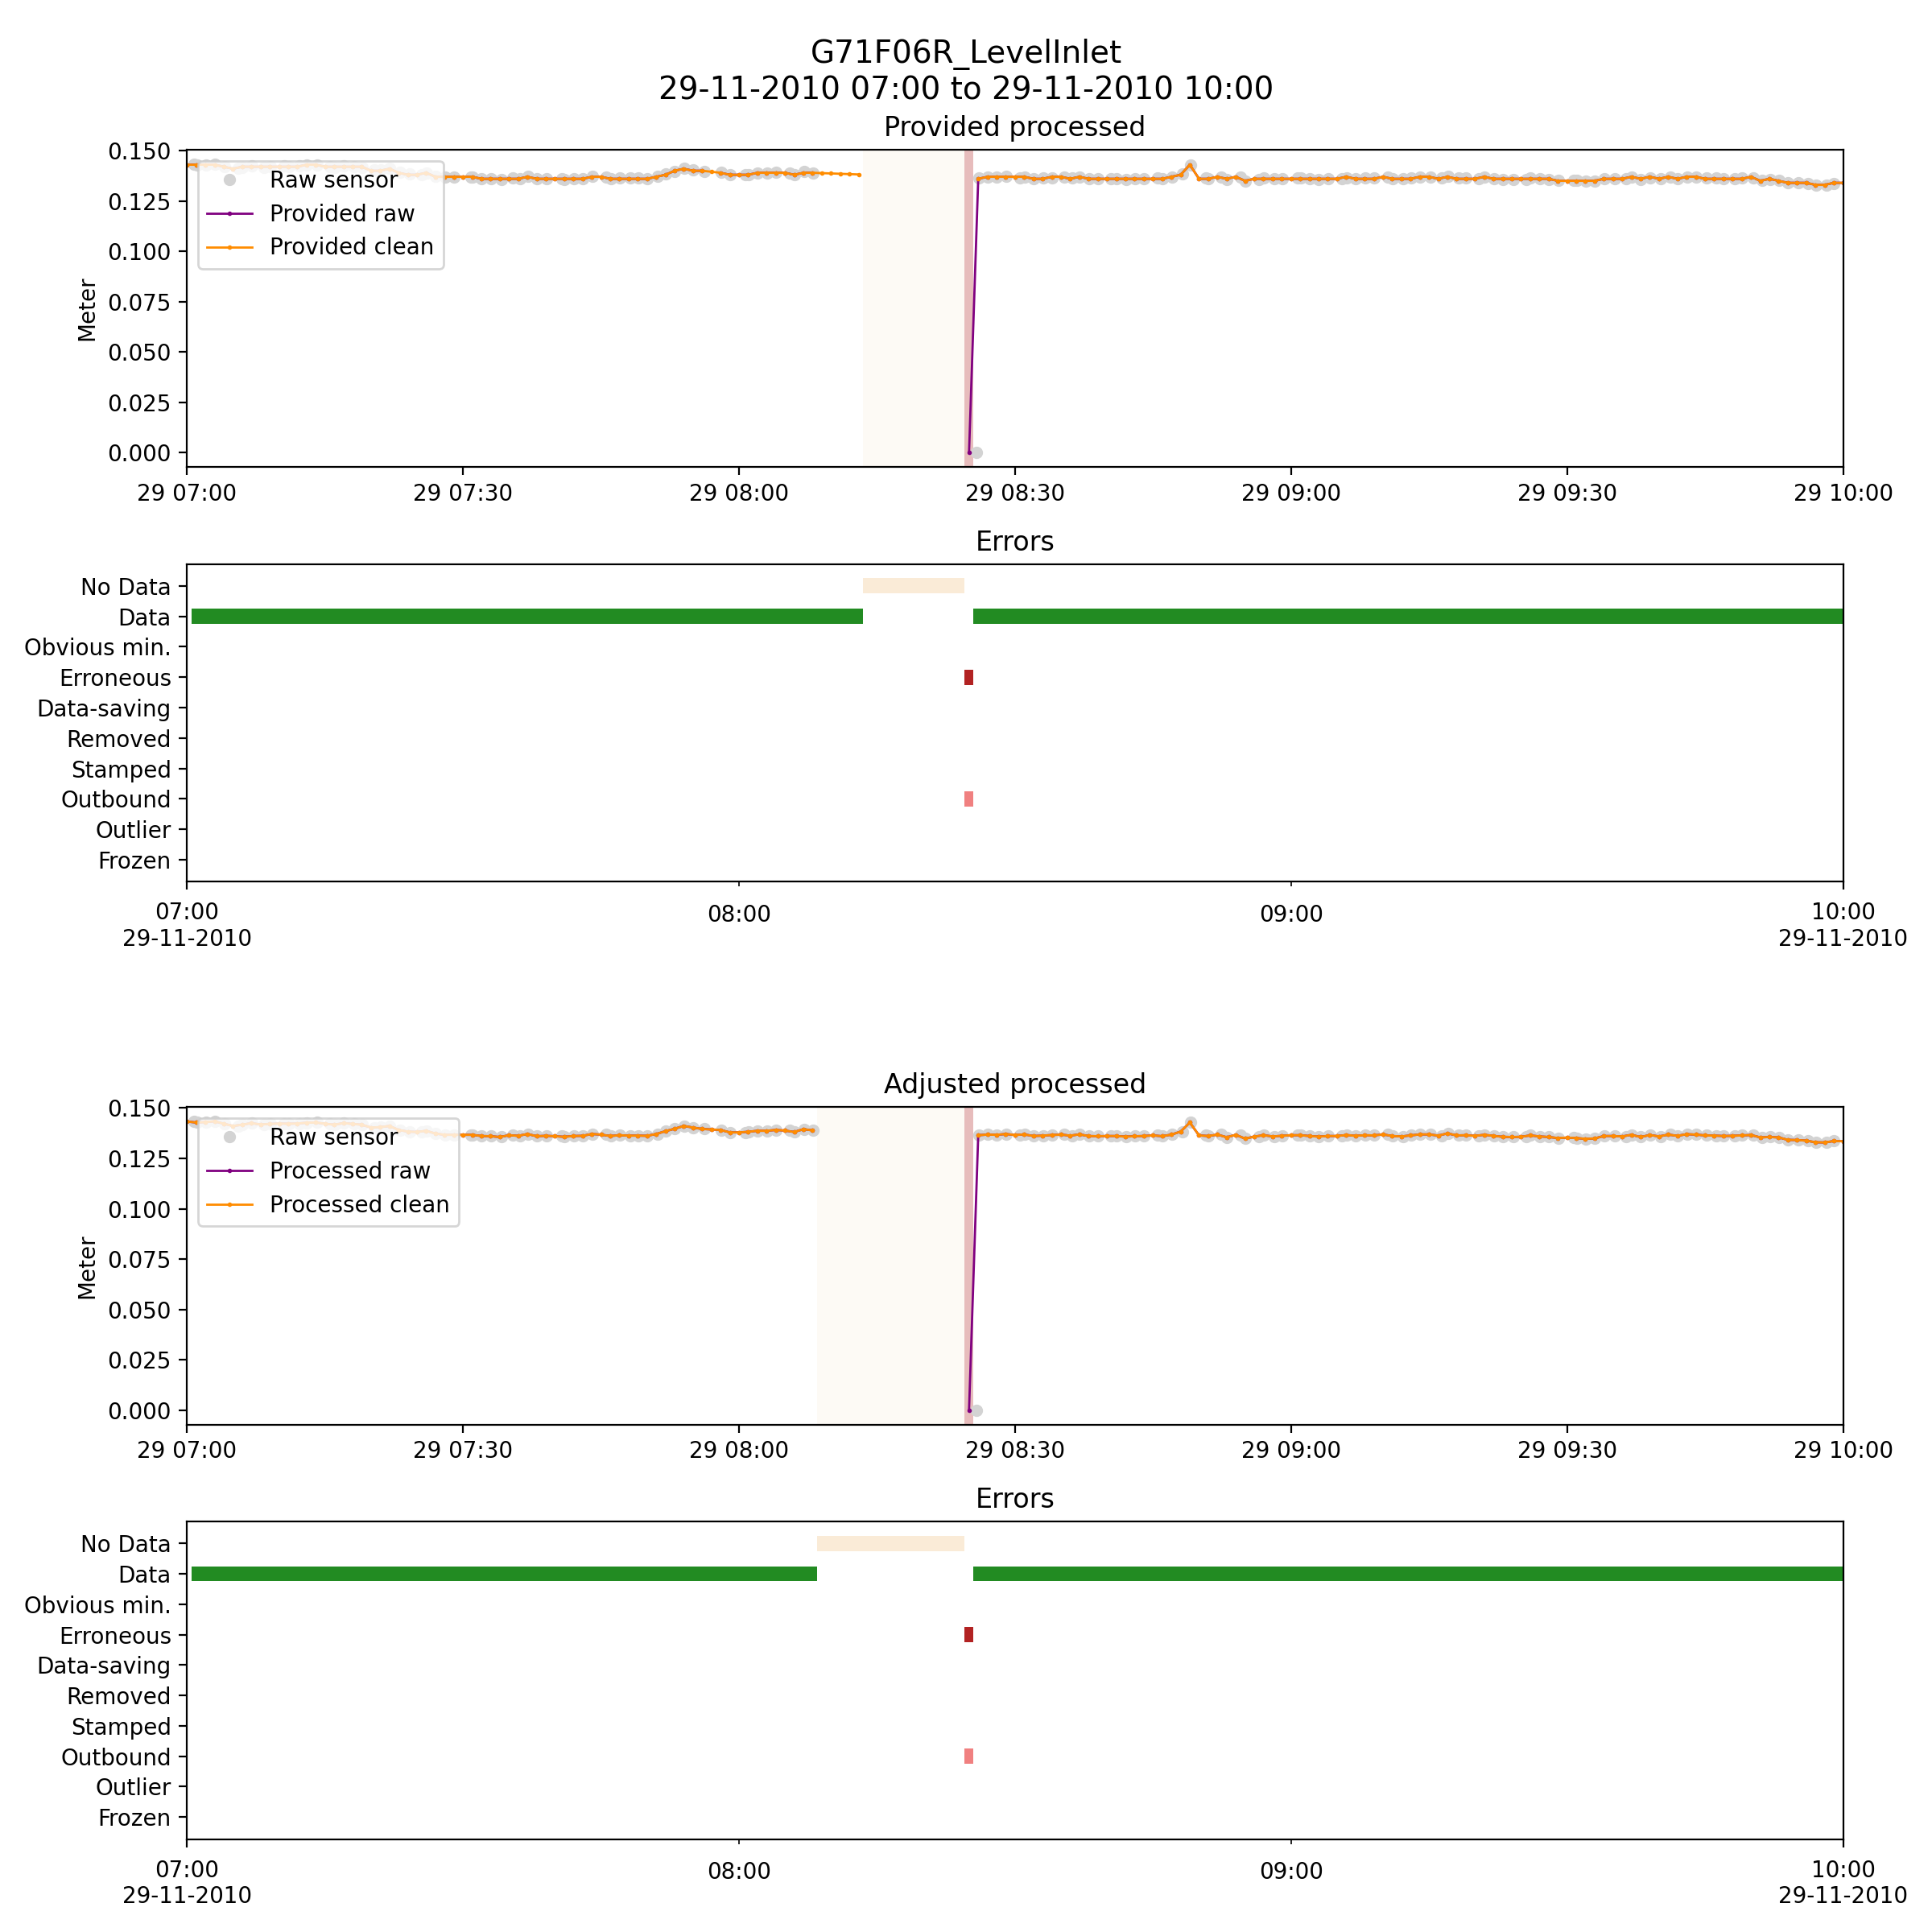 G71F06R_LevelInlet
29-11-2010 07:00 to 29-11-2010 10:00
Provided processed
0.150
0.125
0.100
0.075
0.050
0.025
0.000
Meter
Raw sensor
Provided raw
Provided clean
29 07:00 29 07:30 29 08:00 29 08:30 29 09:00 29 09:30 29 10:00
Errors
No Data
Data
Obvious min.
Erroneous
Data-saving
Removed
Stamped
Outbound
Outlier
Frozen
07:00 08:00 09:00 10:00
29-11-2010 29-11-2010
Adjusted processed
0.150
0.125
0.100
0.075
0.050
0.025
0.000
Meter
Raw sensor
Processed raw
Processed clean
29 07:00 29 07:30 29 08:00 29 08:30 29 09:00 29 09:30 29 10:00
Errors
No Data
Data
Obvious min.
Erroneous
Data-saving
Removed
Stamped
Outbound
Outlier
Frozen
07:00 08:00 09:00 10:00
29-11-2010 29-11-2010